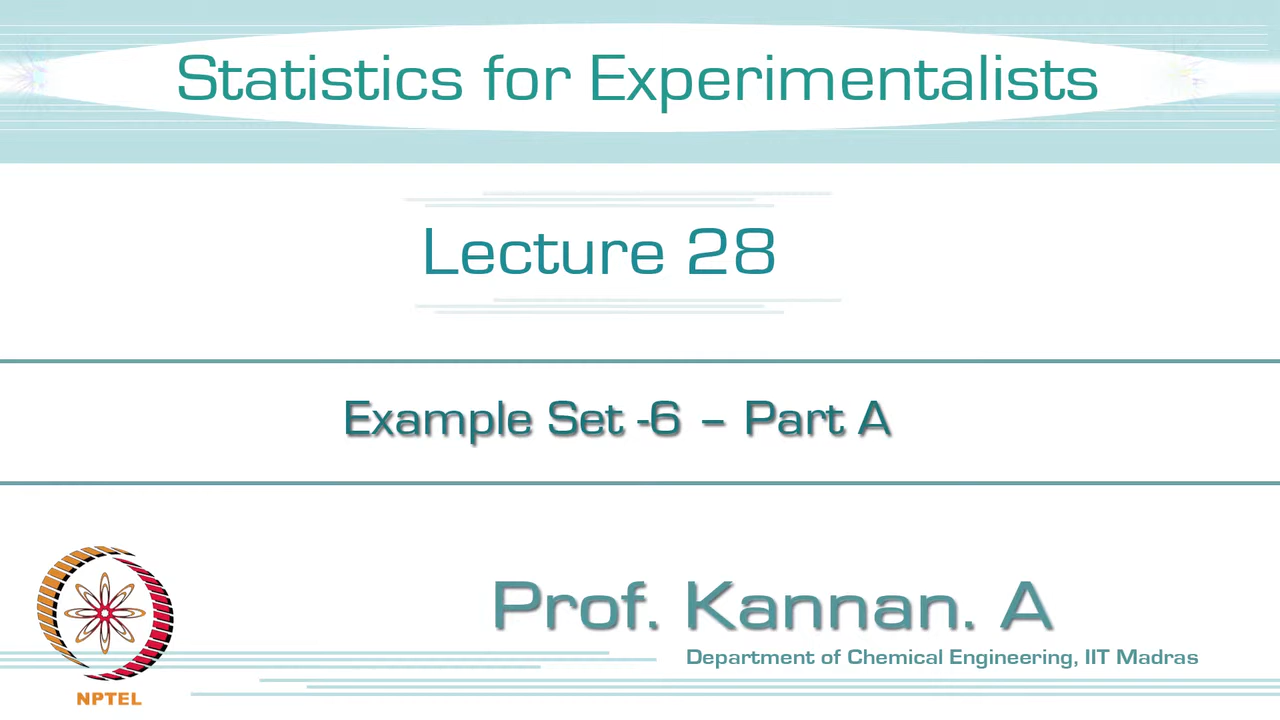 Statistics for Experimentalists
Lecture 28
Example Set -6 – Part A
Prof. Kannan. A
Department of Chemical Engineering, IIT Madras
NPTEL